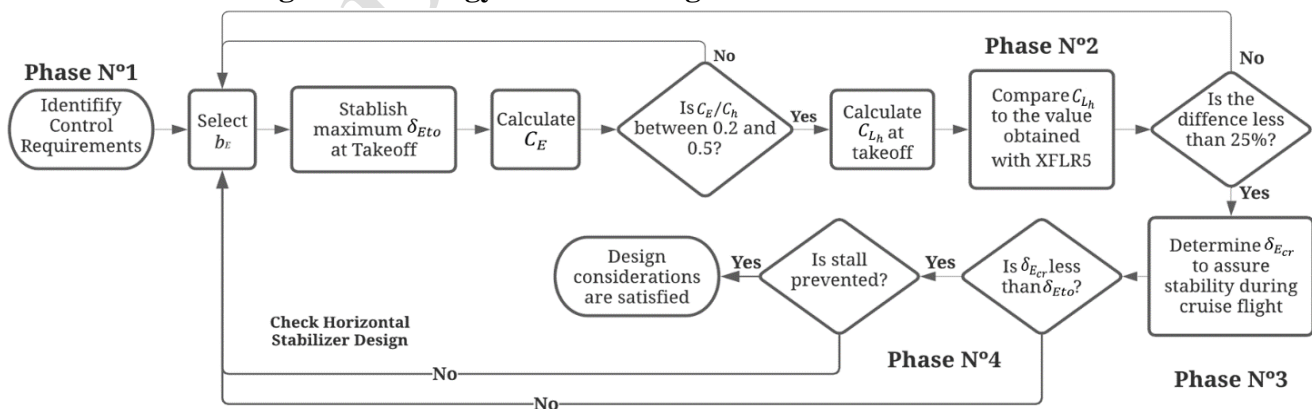 Phase Nº1
Identifify
Control
Requirements
Select
b_E
Stablish
maximum δ_Eto
at Takeoff
Calculate
C_E
No
Is C_E/C_h
between 0.2 and
0.5?
Yes
Calculate
C_Lh at
takeoff
Phase Nº2
Compare C_Lh
to the value
obtained
with XFLR5
No
Is the
diffence less
than 25%?
Yes
Determine δ_Ecr
to assure
stability during
cruise flight
Phase Nº3
Is δ_Ecr less
than δ_Eto?
Yes
Phase Nº4
Is stall
prevented?
Yes
Design
considerations
are satisfied
Check Horizontal
Stabilizer Design
No
No